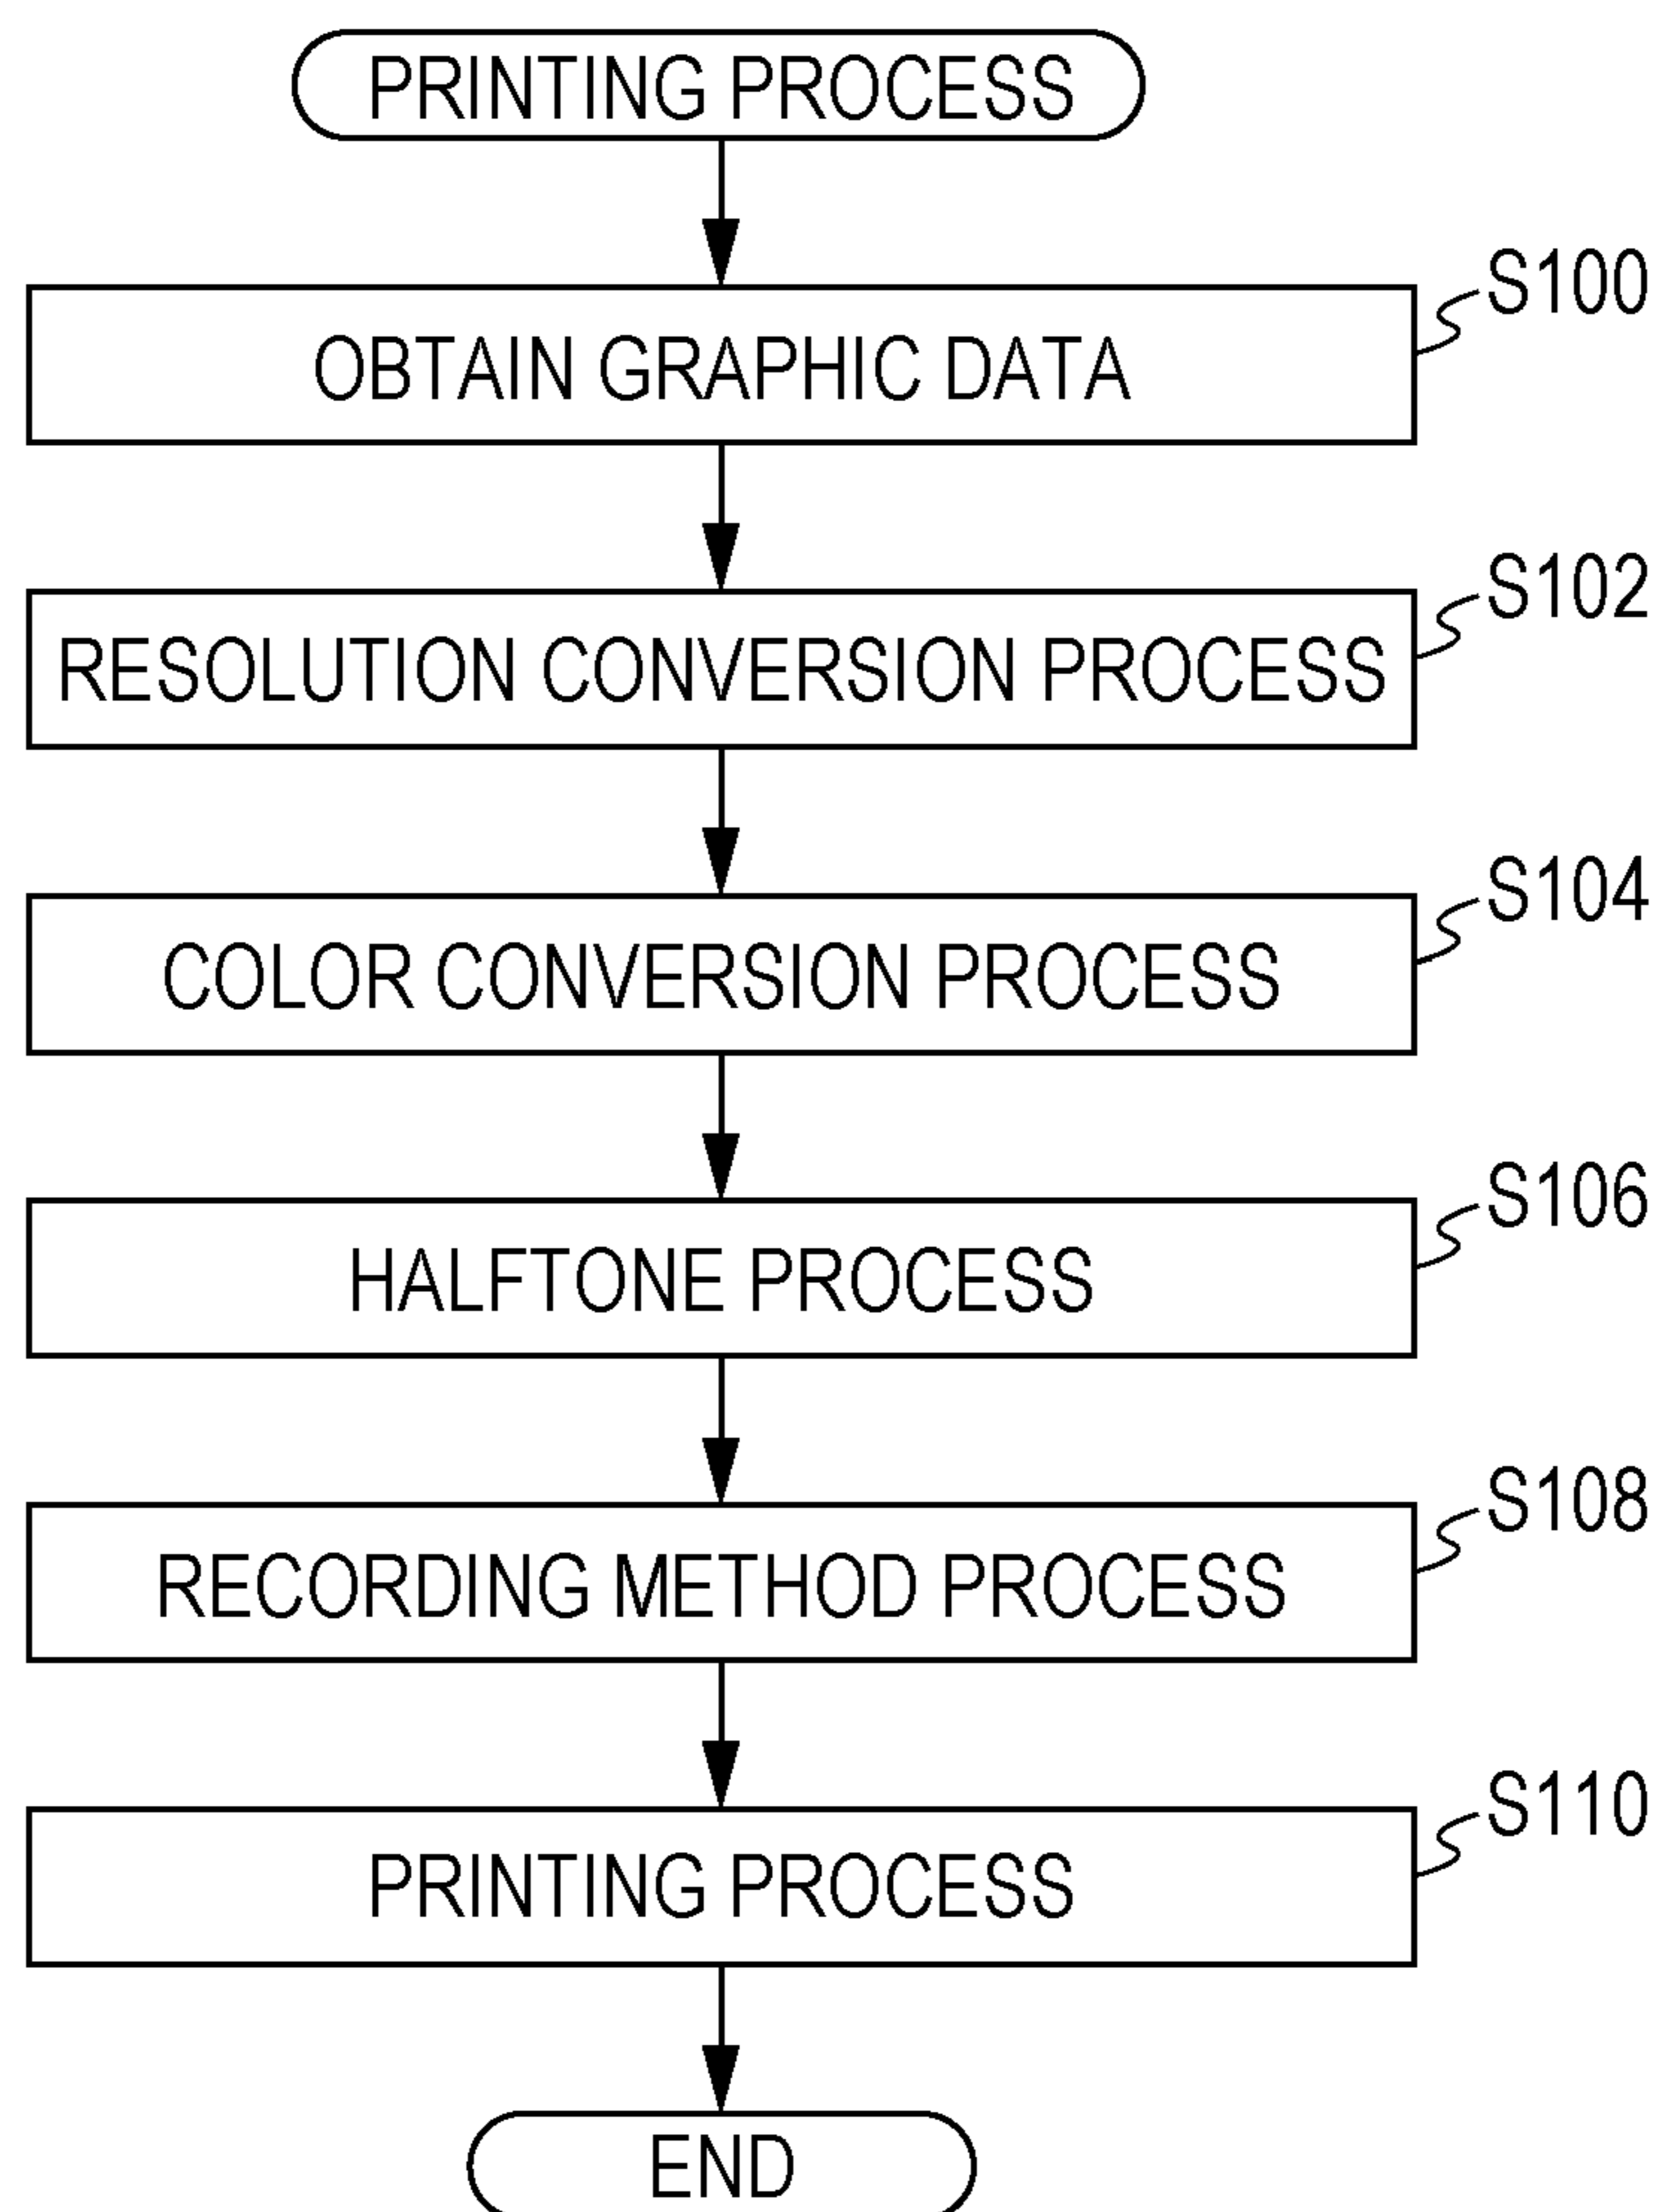 PRINTING PROCESS
S100
OBTAIN GRAPHIC DATA
S102
RESOLUTION CONVERSION PROCESS
S104
COLOR CONVERSION PROCESS
S106
HALFTONE PROCESS
S108
RECORDING METHOD PROCESS
S110
PRINTING PROCESS
END